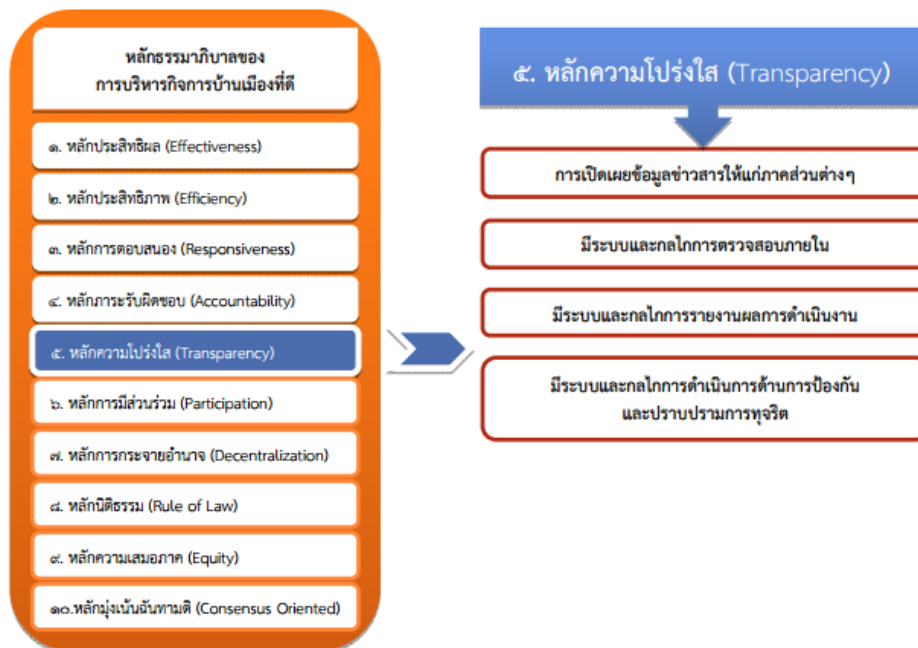 หลักธรรมาภิบาลของ
การบริหารกิจการบ้านเมืองที่ดี
๑. หลักประสิทธิผล (Effectiveness)
๒. หลักประสิทธิภาพ (Efficiency)
๓. หลักการตอบสนอง (Responsiveness)
๔. หลักภาระรับผิดชอบ (Accountability)
๕. หลักความโปร่งใส (Transparency)
๖. หลักการมีส่วนร่วม (Participation)
๗. หลักการกระจายอำนาจ (Decentralization)
๘. หลักนิติธรรม (Rule of Law)
๙. หลักความเสมอภาค (Equity)
๑๐.หลักมุ่งเน้นฉันทามติ (Consensus Oriented)
๕. หลักความโปร่งใส (Transparency)
การเปิดเผยข้อมูลข่าวสารให้แก่ภาคส่วนต่างๆ
มีระบบและกลไกการตรวจสอบภายใน
มีระบบและกลไกการรายงานผลการดำเนินงาน
มีระบบและกลไกการดำเนินการด้านการป้องกัน
และปราบปรามการทุจริต